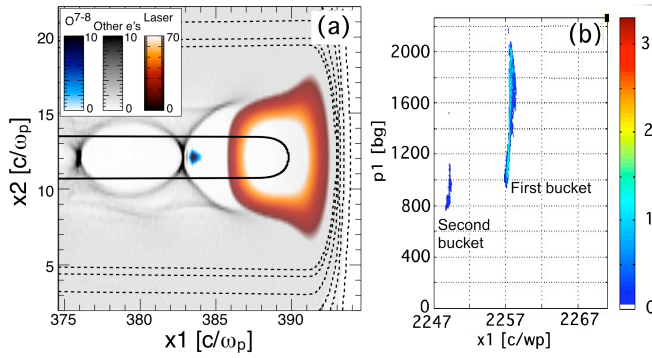 (a)
O7-8 Other e's Laser
10 10 70
0 0 0
x2 [c/ωp]
20
15
10
5
375 380 385 390
x1 [c/ωp]
(b)
p1 [bg]
2000
1600
1200
800
400
0
First bucket
Second
bucket
2247 2257 2267
x1 [c/wp]
3
2
1
0